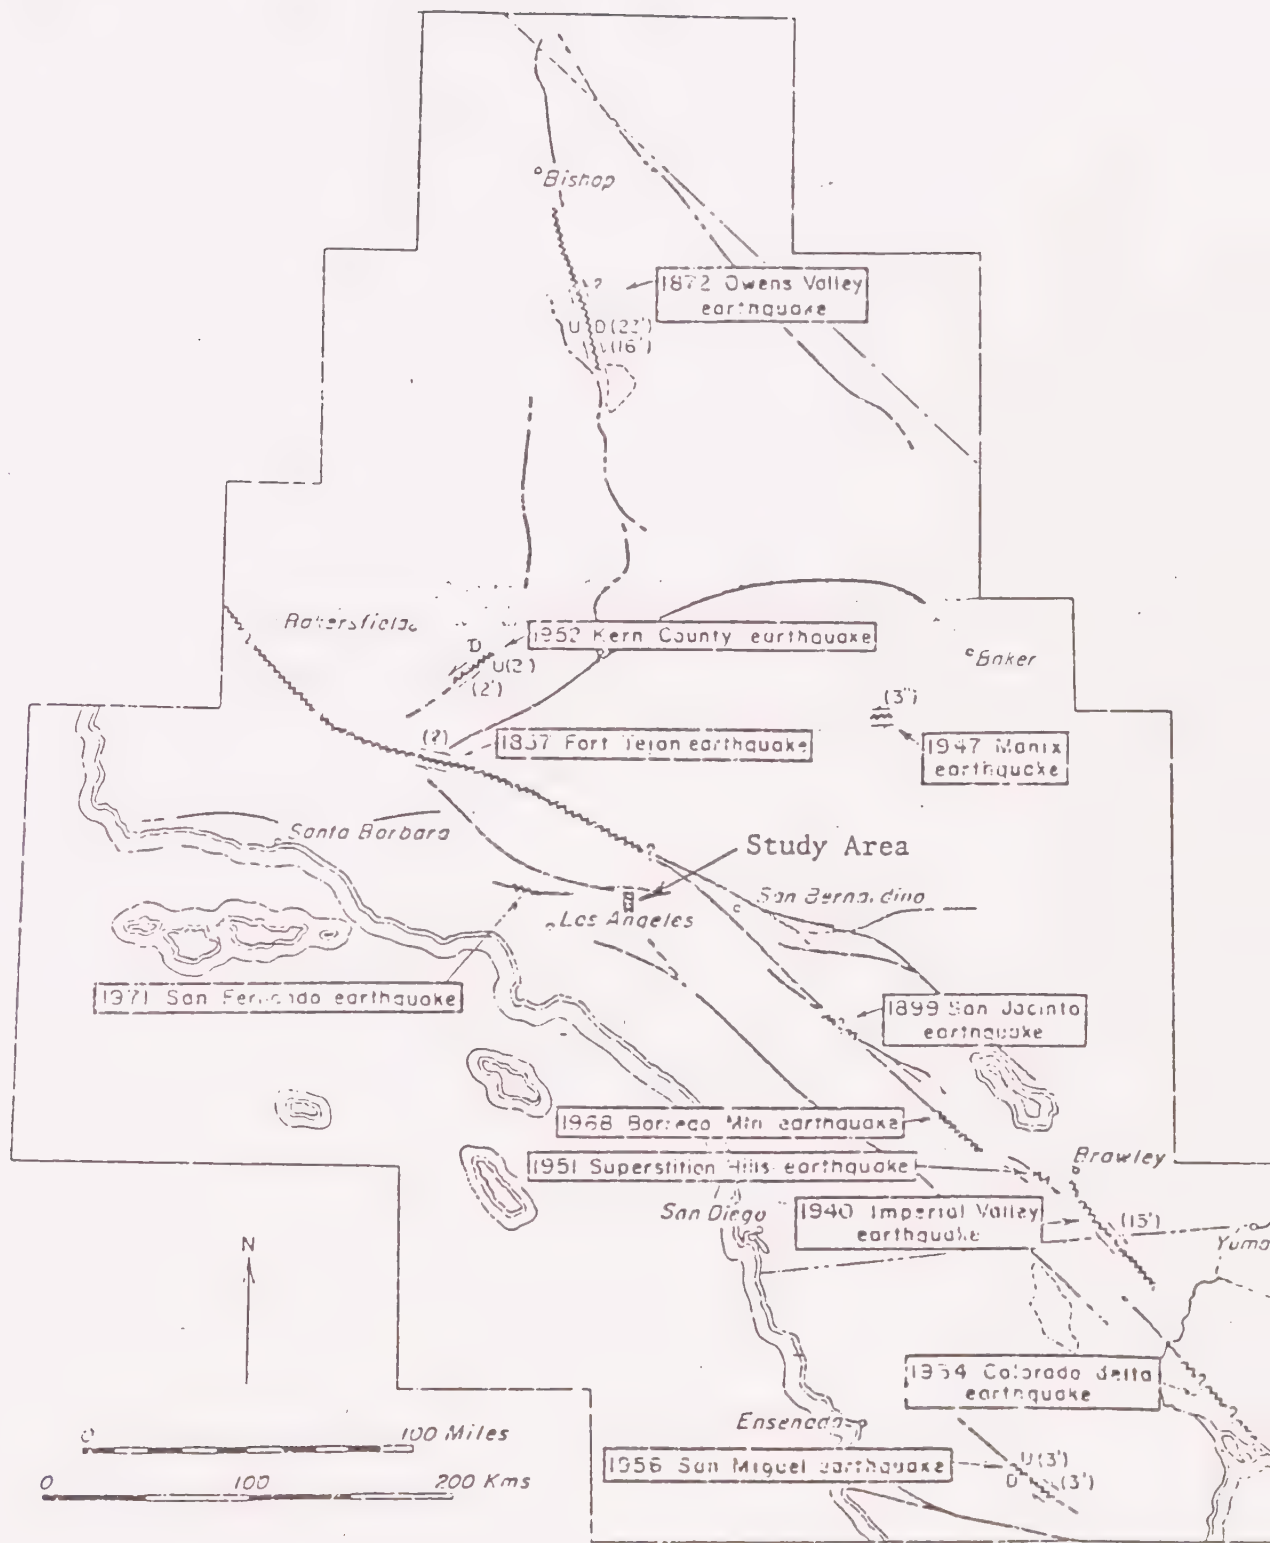 Bishop
1872 Owens Valley
earthquake
?
U D(23')
(16')
Bakersfield
1952 Kern County earthquake
D
U(2')
(2')
Baker
(3")
(?)
1857 Fort Tejon earthquake
1947 Manix
earthquake
Santa Barbara
Study Area
?
San Bernardino
Los Angeles
1971 San Fernando earthquake
1899 San Jacinto
earthquake
?
1968 Borrego Mtn earthquake
1951 Superstition Hills earthquake
Brawley
San Diego
1940 Imperial Valley
earthquake
(15')
Yuma
N
1934 Colorado delta
earthquake
?
?
Ensenada
0
100 Miles
1956 San Miguel earthquake
U(3')
D
(3')
0
100
200 Kms